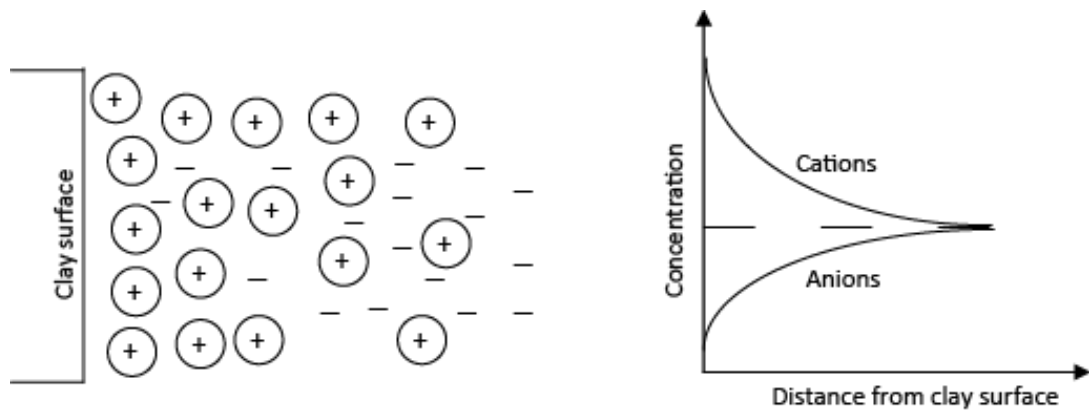 Clay surface
Concentration
Cations
Anions
Distance from clay surface